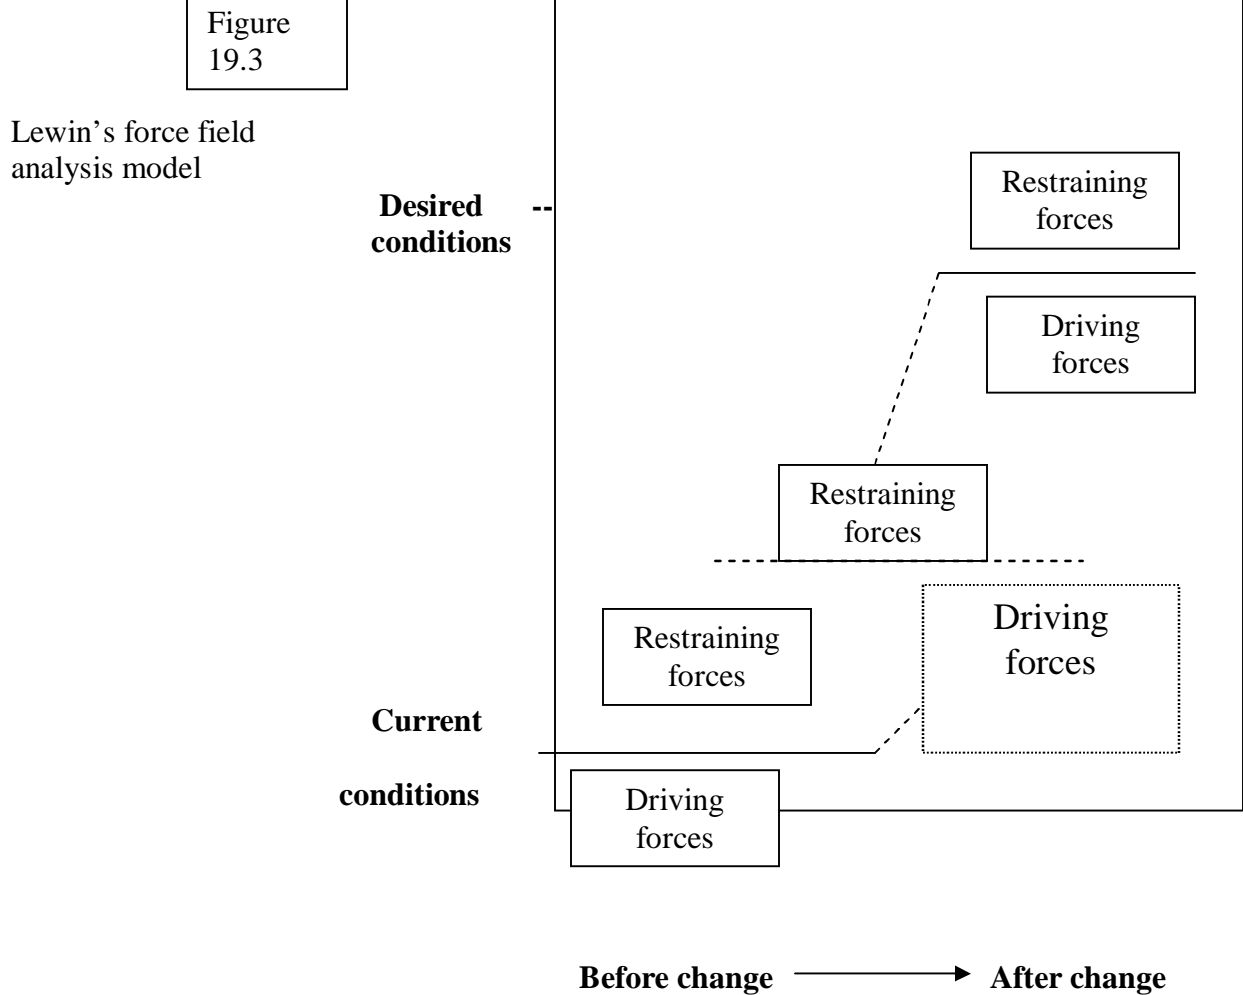 Figure
19.3
Lewin’s force field
analysis model
Desired
conditions
Restraining
forces
Driving
forces
Restraining
forces
Driving
forces
Restraining
forces
Current
conditions
Driving
forces
Before change
After change